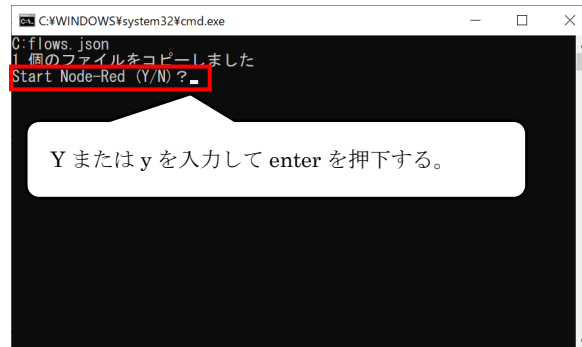 C:¥WINDOWS¥system32¥cmd.exe
C:flows.json
1 個のファイルをコピーしました
Start Node-Red (Y/N)？
Y または y を入力して enter を押下する。